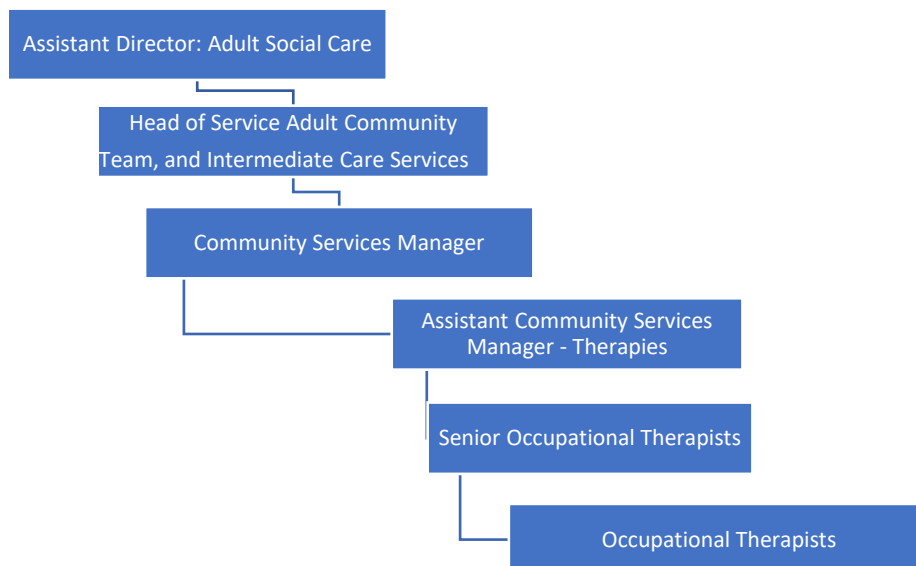 Assistant Director: Adult Social Care
Head of Service Adult Community
Team, and Intermediate Care Services
Community Services Manager
Assistant Community Services
Manager - Therapies
Senior Occupational Therapists
Occupational Therapists